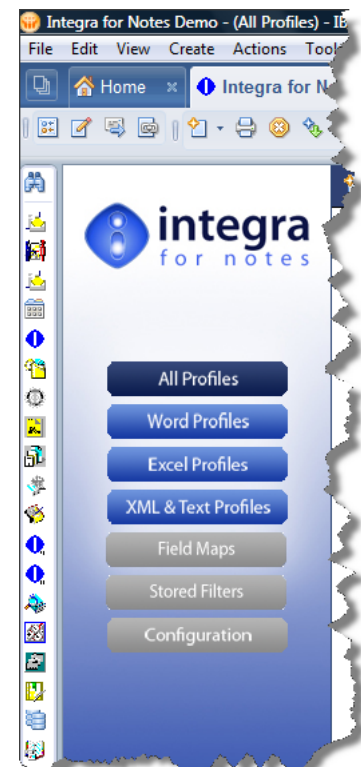 Integra for Notes Demo - (All Profiles) - IB
File Edit View Create Actions Tool
Home Integra for N
integra
for notes
All Profiles
Word Profiles
Excel Profiles
XML & Text Profiles
Field Maps
Stored Filters
Configuration